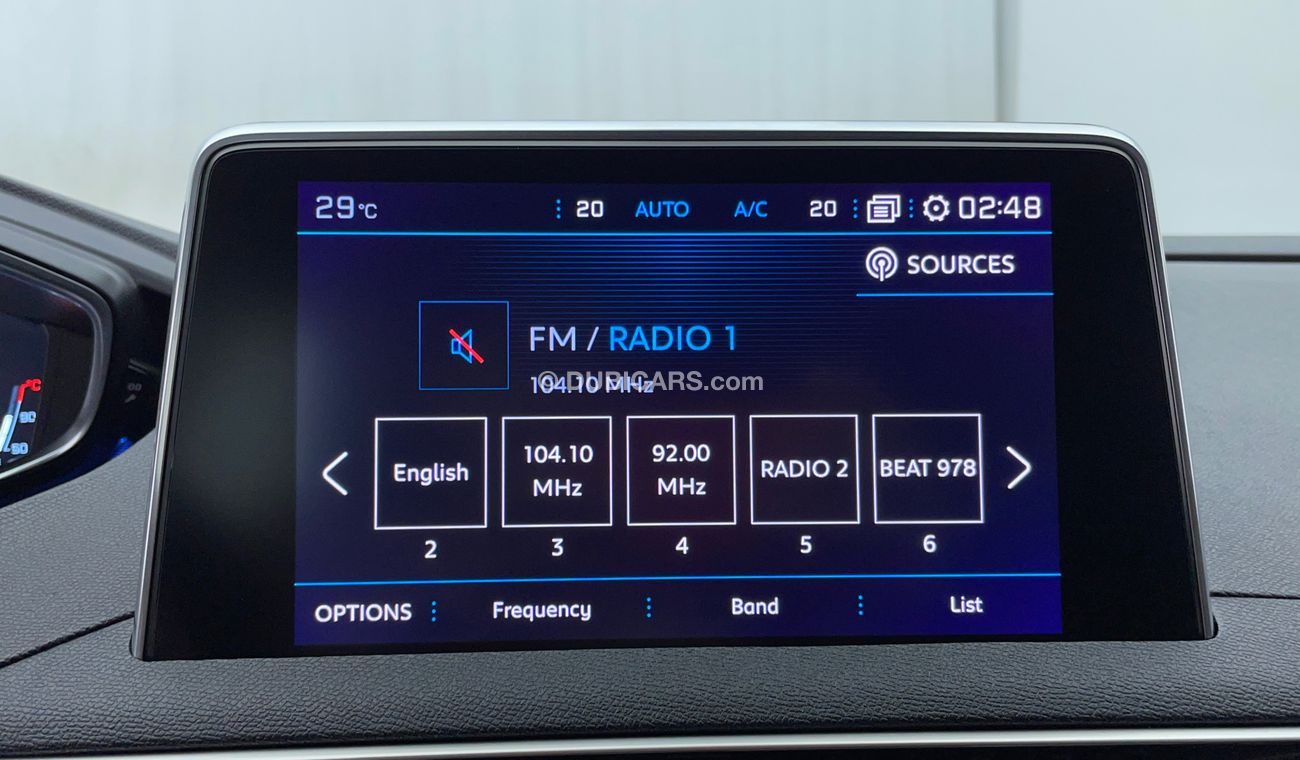 29°C 20 AUTO A/C 20 02:48
SOURCES
FM / RADIO 1
104.10 MHz
© DUBICARS.com
English
104.10
MHz
92.00
MHz
RADIO 2
BEAT 978
2 3 4 5 6
OPTIONS Frequency Band List
°C
90